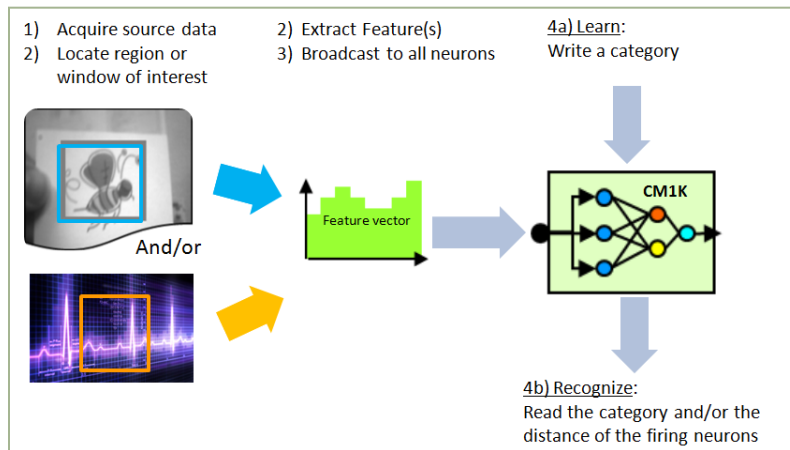 1) Acquire source data
2) Locate region or
window of interest
2) Extract Feature(s)
3) Broadcast to all neurons
4a) Learn:
Write a category
And/or
Feature vector
CM1K
4b) Recognize:
Read the category and/or the
distance of the firing neurons